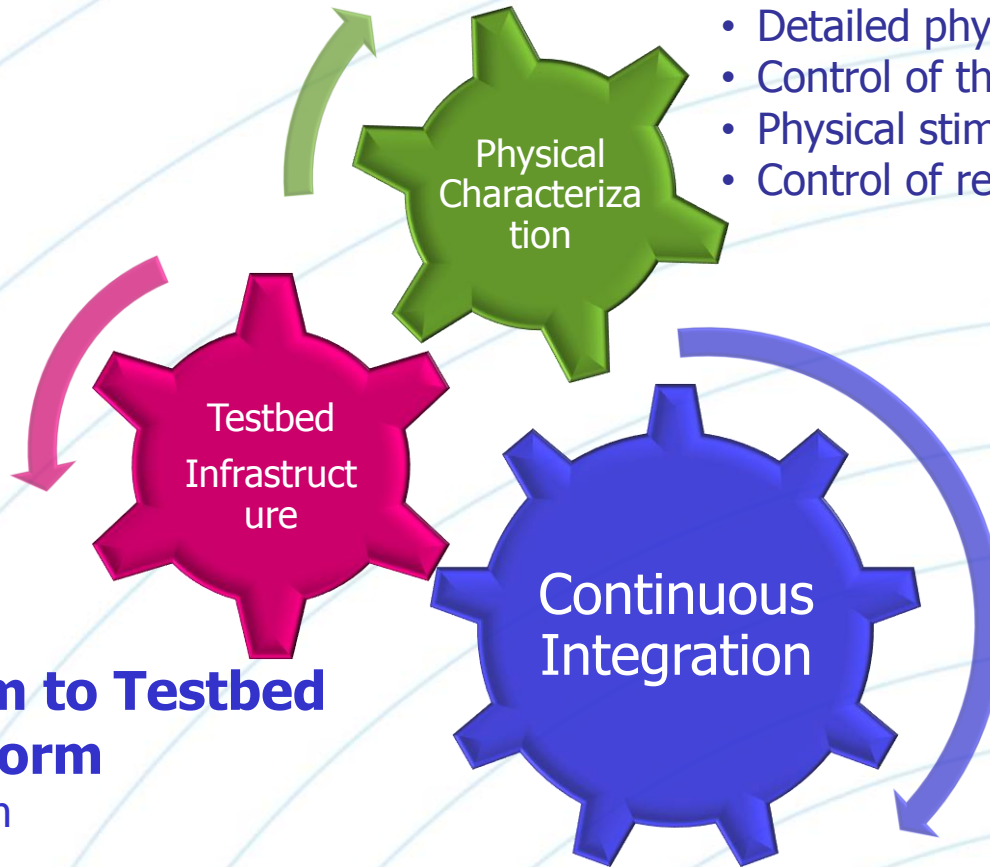 • Detailed phy
• Control of th
• Physical stim
• Control of re
Physical
Characteriza
tion
Testbed
Infrastruct
ure
Continuous
Integration
m to Testbed
orm
n